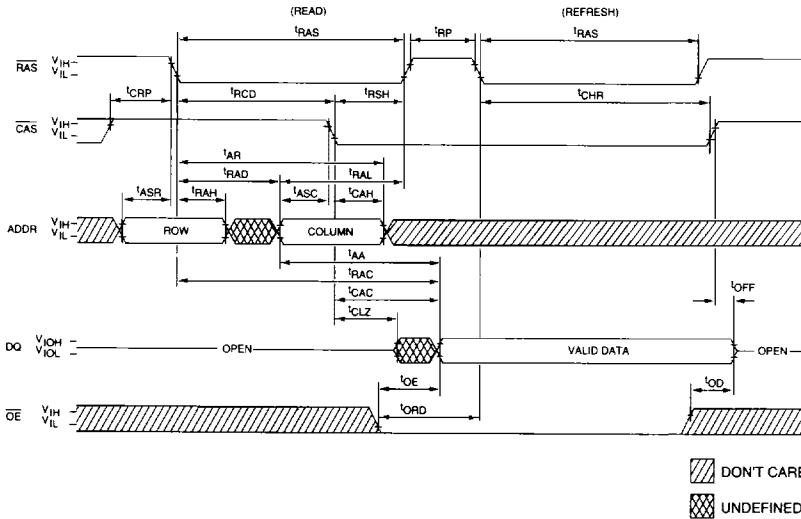 (READ) (REFRESH)
tRAS tRP tRAS
RAS VIH VIL
tCRP tRCD tRSH tCHR
CAS VIH VIL
tAR
tRAD tRAL
tASR tRAH tASC tCAH
ADDR VIH VIL ROW COLUMN
tAA
tRAC
tCAC tOFF
tCLZ
DQ VIOH VIOL OPEN VALID DATA OPEN
tOE tOD
tORD
OE VIH VIL
DON'T CARE
UNDEFINED